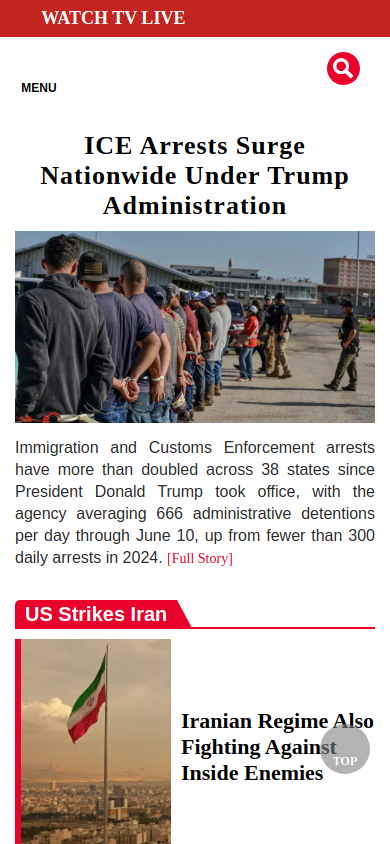 WATCH TV LIVE
MENU
ICE Arrests Surge
Nationwide Under Trump
Administration
Immigration and Customs Enforcement arrests
have more than doubled across 38 states since
President Donald Trump took office, with the
agency averaging 666 administrative detentions
per day through June 10, up from fewer than 300
daily arrests in 2024. [Full Story]
US Strikes Iran
Iranian Regime Also
Fighting Against
Inside Enemies
TOP